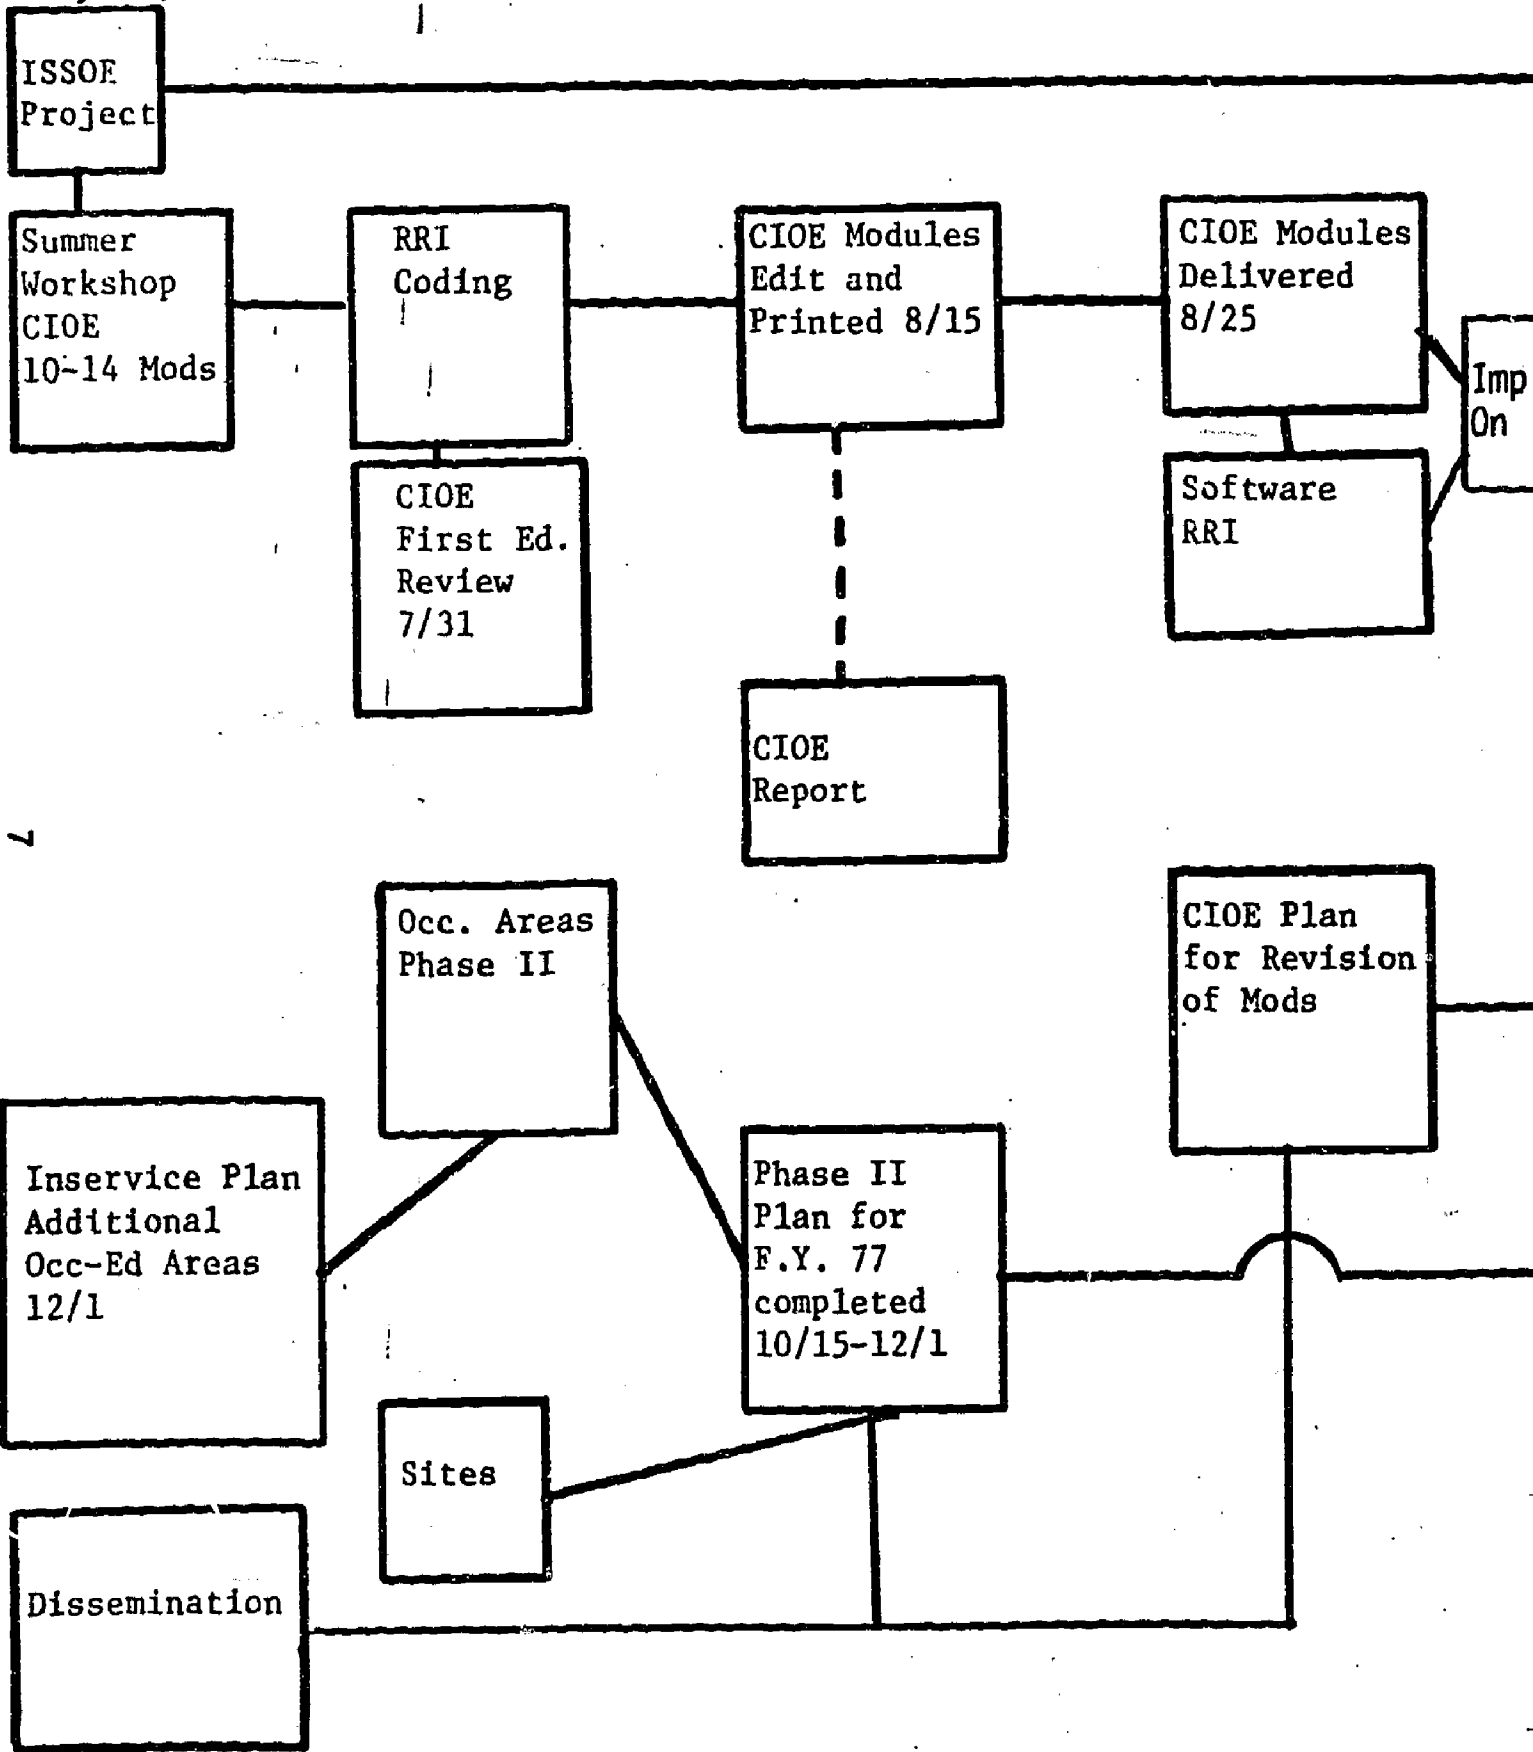 ISSOE
Project
Summer
Workshop
CIOE
10-14 Mods
RRI
Coding
CIOE
First Ed.
Review
7/31
CIOE Modules
Edit and
Printed 8/15
CIOE Modules
Delivered
8/25
Imp
On
Software
RRI
CIOE
Report
7
Occ. Areas
Phase II
CIOE Plan
for Revision
of Mods
Inservice Plan
Additional
Occ-Ed Areas
12/1
Phase II
Plan for
F.Y. 77
completed
10/15-12/1
Sites
Dissemination